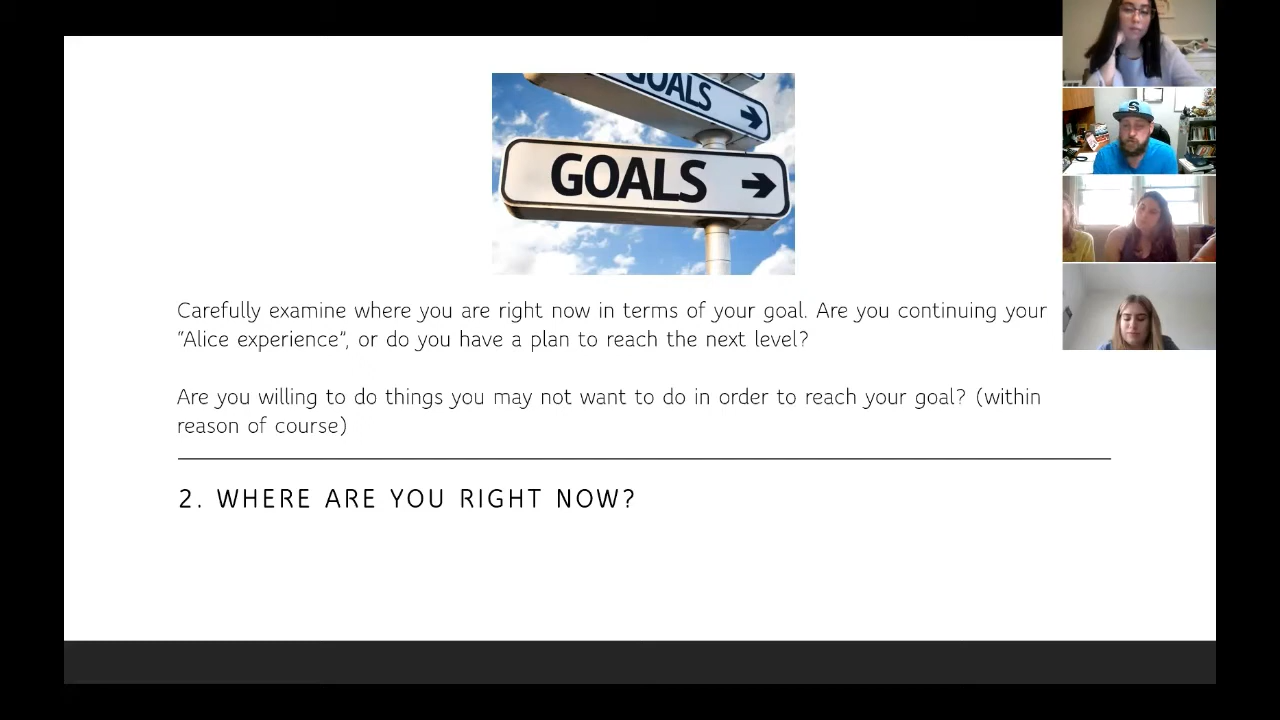 GOALS
GOALS
Carefully examine where you are right now in terms of your goal. Are you continuing your
"Alice experience", or do you have a plan to reach the next level?
Are you willing to do things you may not want to do in order to reach your goal? (within
reason of course)
2. WHERE ARE YOU RIGHT NOW?